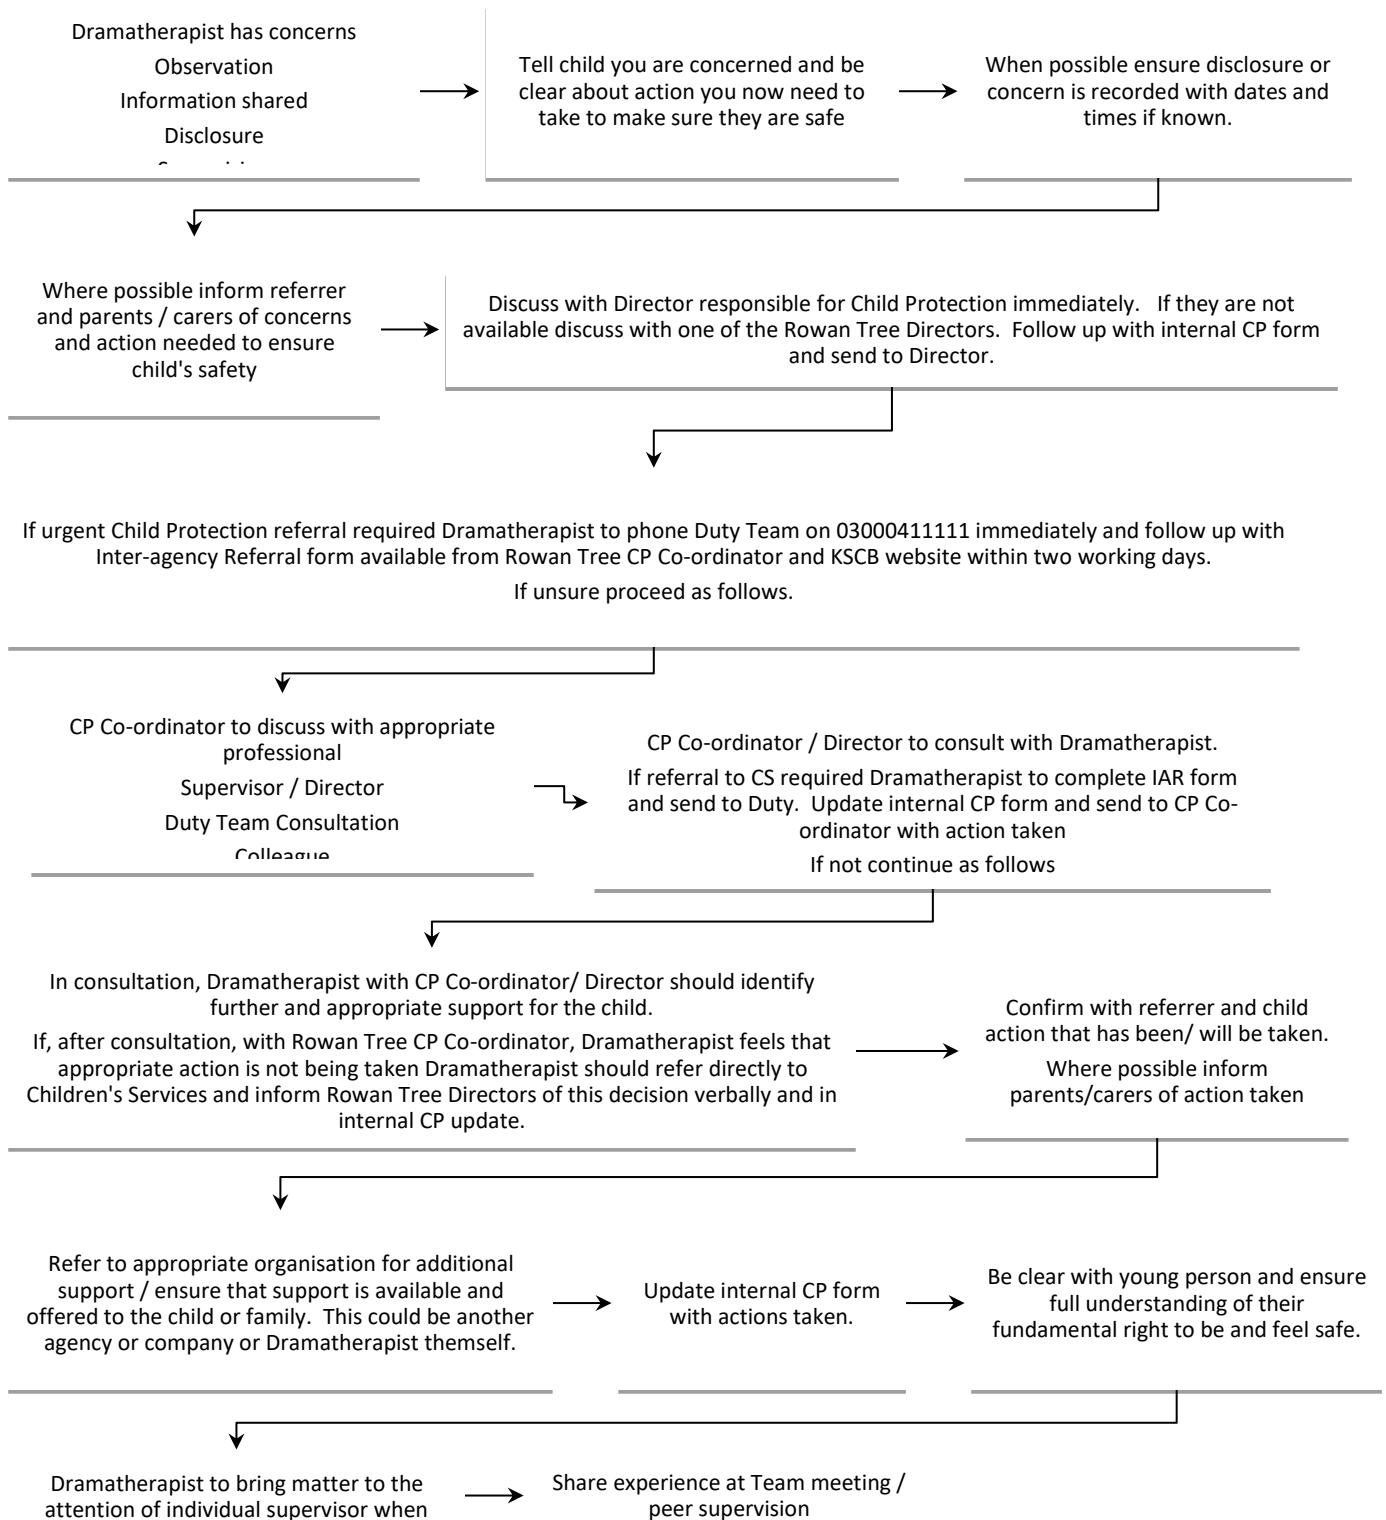 Dramatherapist has concerns
Observation
Information shared
Disclosure
Tell child you are concerned and be
clear about action you now need to
take to make sure they are safe
When possible ensure disclosure or
concern is recorded with dates and
times if known.
Where possible inform referrer
and parents / carers of concerns
and action needed to ensure
child's safety
Discuss with Director responsible for Child Protection immediately. If they are not
available discuss with one of the Rowan Tree Directors. Follow up with internal CP form
and send to Director.
If urgent Child Protection referral required Dramatherapist to phone Duty Team on 03000411111 immediately and follow up with
Inter-agency Referral form available from Rowan Tree CP Co-ordinator and KSCB website within two working days.
If unsure proceed as follows.
CP Co-ordinator to discuss with appropriate
professional
Supervisor / Director
Duty Team Consultation
Colleague
CP Co-ordinator / Director to consult with Dramatherapist.
If referral to CS required Dramatherapist to complete IAR form
and send to Duty. Update internal CP form and send to CP Co-
ordinator with action taken
If not continue as follows
In consultation, Dramatherapist with CP Co-ordinator/ Director should identify
further and appropriate support for the child.
If, after consultation, with Rowan Tree CP Co-ordinator, Dramatherapist feels that
appropriate action is not being taken Dramatherapist should refer directly to
Children's Services and inform Rowan Tree Directors of this decision verbally and in
internal CP update.
Confirm with referrer and child
action that has been/ will be taken.
Where possible inform
parents/carers of action taken
Refer to appropriate organisation for additional
support / ensure that support is available and
offered to the child or family. This could be another
agency or company or Dramatherapist themself.
Update internal CP form
with actions taken.
Be clear with young person and ensure
full understanding of their
fundamental right to be and feel safe.
Dramatherapist to bring matter to the
attention of individual supervisor when
Share experience at Team meeting /
peer supervision